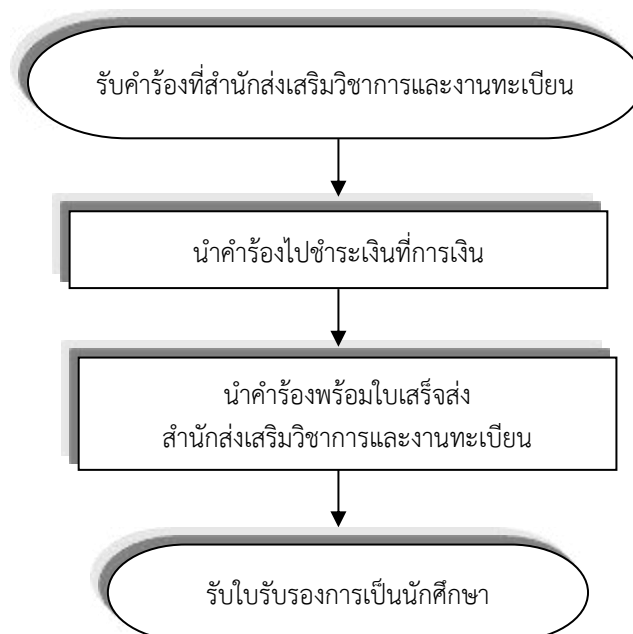 รับคำร้องที่สำนักส่งเสริมวิชาการและงานทะเบียน
นำคำร้องไปชำระเงินที่การเงิน
นำคำร้องพร้อมใบเสร็จส่ง
สำนักส่งเสริมวิชาการและงานทะเบียน
รับใบรับรองการเป็นนักศึกษา